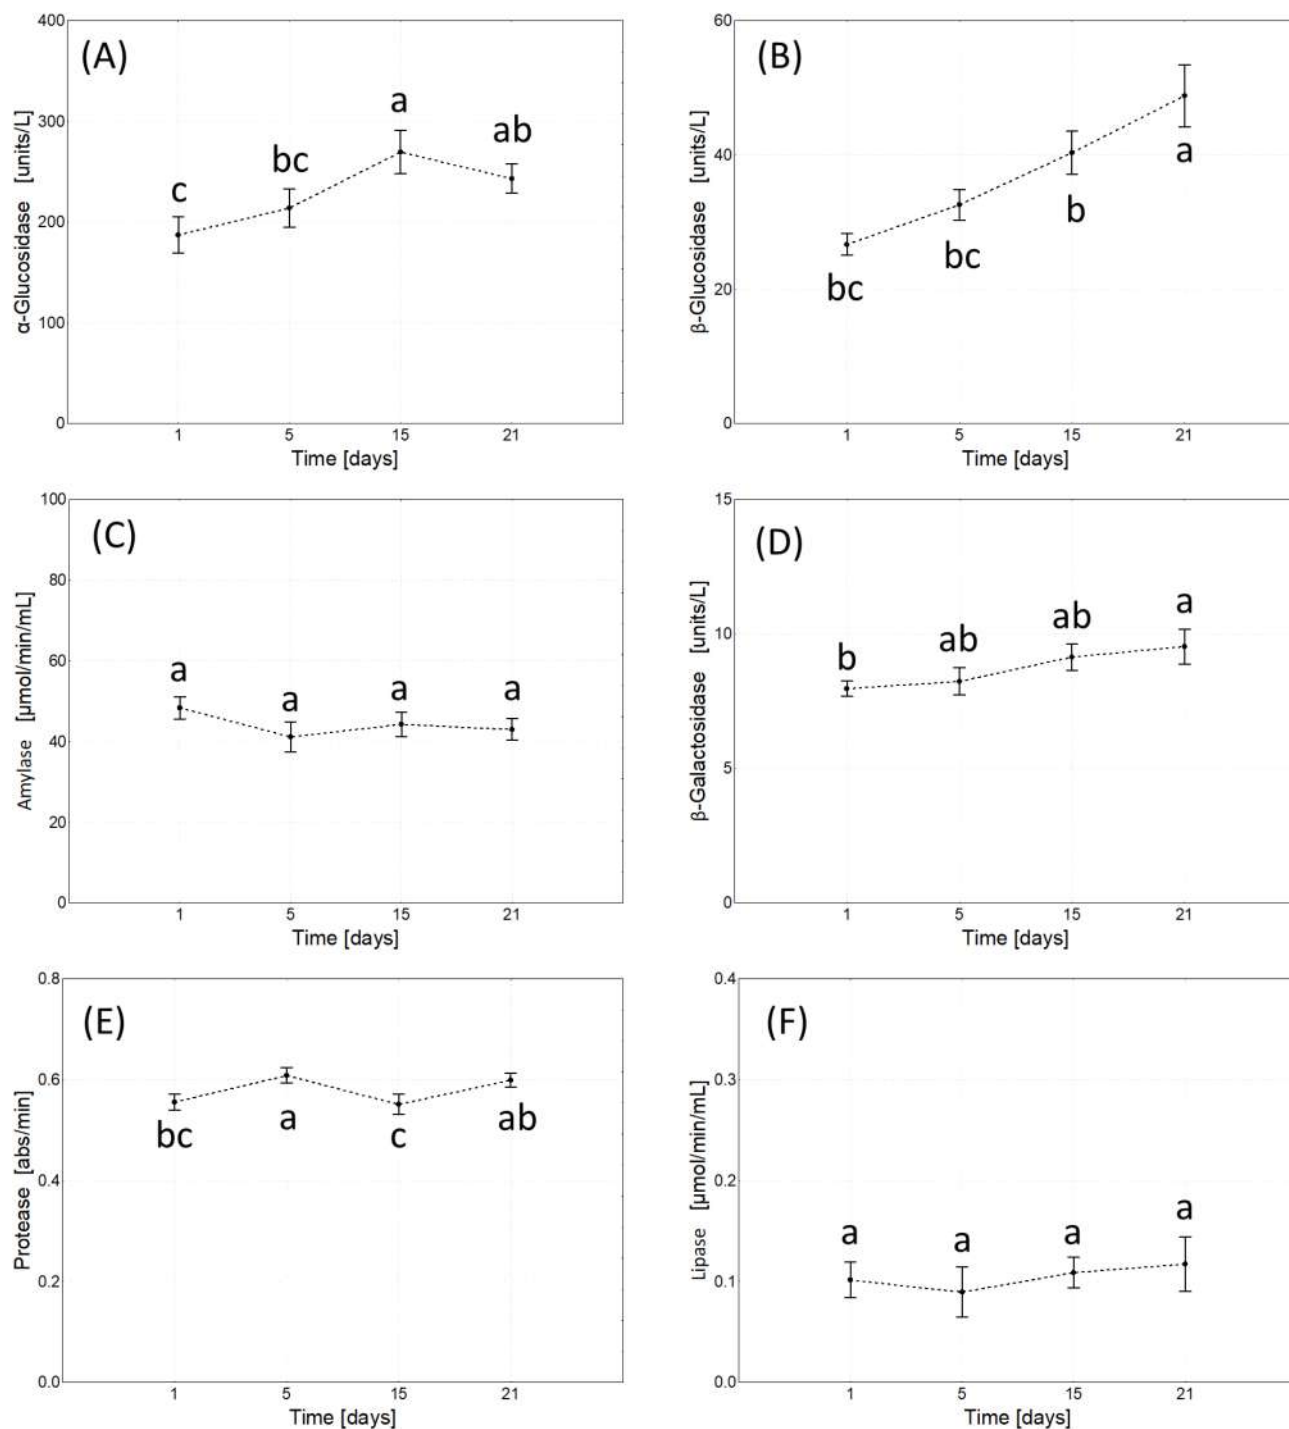 (A)
α-Glucosidase [units/L]
400
300
200
100
0
c
bc
a
ab
1 5 15 21
Time [days]
(B)
β-Glucosidase [units/L]
60
40
20
0
bc
bc
b
a
1 5 15 21
Time [days]
(C)
Amylase [µmol/min/mL]
100
80
60
40
20
0
a
a
a
a
1 5 15 21
Time [days]
(D)
β-Galactosidase [units/L]
15
10
5
0
b
ab
ab
a
1 5 15 21
Time [days]
(E)
Protease [abs/min]
0.8
0.6
0.4
0.2
0.0
bc
a
c
ab
1 5 15 21
Time [days]
(F)
Lipase [µmol/min/mL]
0.4
0.3
0.2
0.1
0.0
a
a
a
a
1 5 15 21
Time [days]